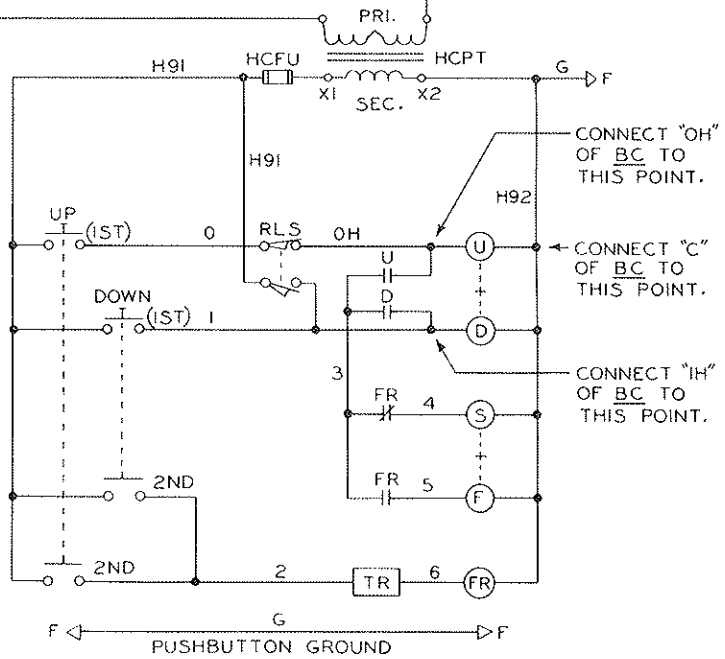 PRI.
H91
HCFU
HCPT
G
F
X1
X2
SEC.
CONNECT "OH"
OF BC TO
THIS POINT.
H91
H92
UP
(1ST)
0
RLS
OH
U
CONNECT "C"
OF BC TO
THIS POINT.
U
DOWN
D
(1ST)
1
D
CONNECT "1H"
OF BC TO
THIS POINT.
3
FR
4
S
FR
5
F
2ND
2ND
2
TR
6
FR
F
G
F
PUSHBUTTON GROUND